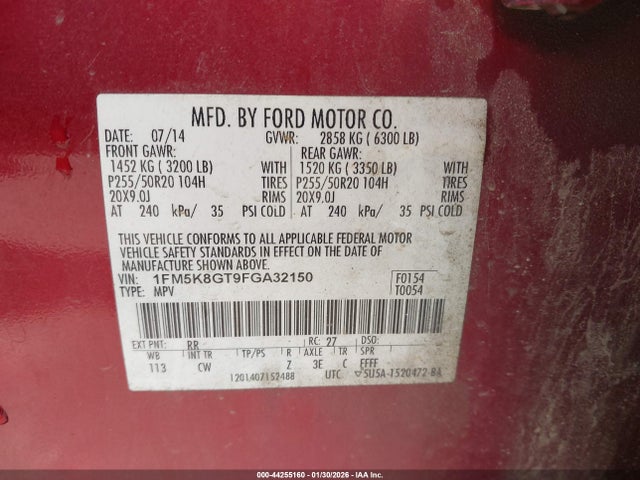 MFD. BY FORD MOTOR CO.
DATE: 07/14 GVWR: 2858 KG ( 6300 LB)
FRONT GAWR: REAR GAWR:
1452 KG ( 3200 LB) WITH 1520 KG ( 3350 LB) WITH
P255/50R20 104H TIRES P255/50R20 104H TIRES
20X9.0J RIMS 20X9.0J RIMS
AT 240 kPa/ 35 PSI COLD AT 240 kPa/ 35 PSI COLD
THIS VEHICLE CONFORMS TO ALL APPLICABLE FEDERAL MOTOR
VEHICLE SAFETY STANDARDS IN EFFECT ON THE DATE OF
MANUFACTURE SHOWN ABOVE.
VIN: 1FM5K8GT9FGA32150 F0154
TYPE: MPV T0054
EXT PNT: RR RC: 27 DSO:
WB INT TR TP/PS R AXLE TR SPR
113 CW Z 3E C FFFF
1201407152488 UTC ▽5U5A-1520472-BA
000-44255160 - 01/30/2026 - IAA Inc.